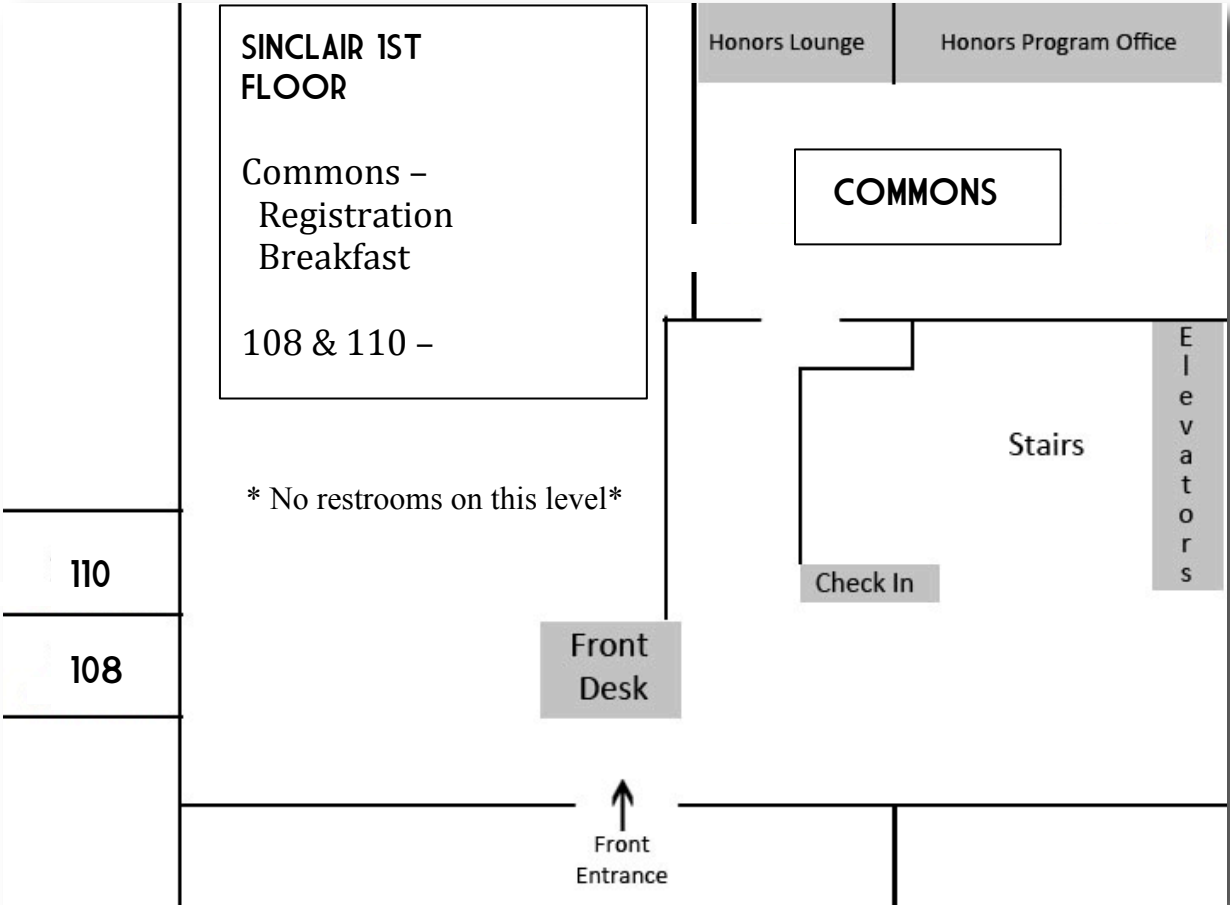 SINCLAIR 1ST
FLOOR
Commons –
Registration
Breakfast
108 & 110 –
* No restrooms on this level*
Honors Lounge
Honors Program Office
COMMONS
Elevators
Stairs
Check In
110
108
Front
Desk
Front
Entrance